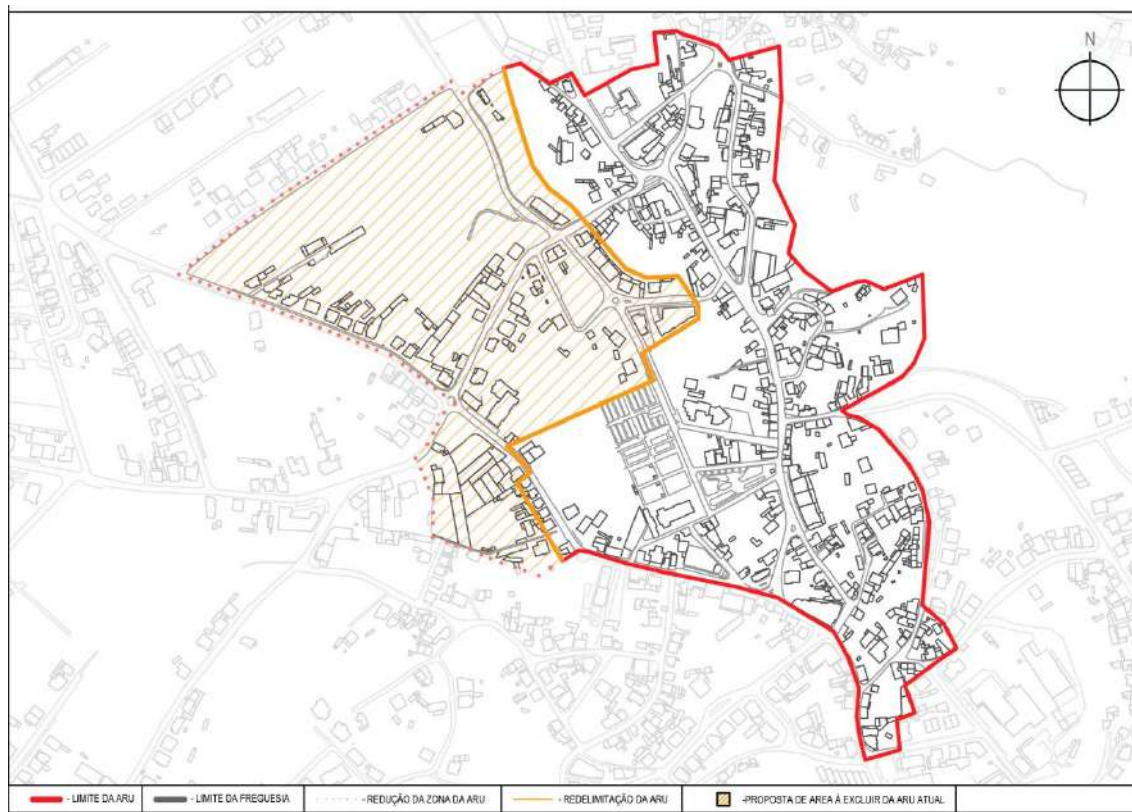 N
- LIMITE DA ARU
- LIMITE DA FREGUESIA
- REDUÇÃO DA ZONA DA ARU
- REDELIMITAÇÃO DA ARU
-PROPOSTA DE AREA À EXCLUIR DA ARU ATUAL